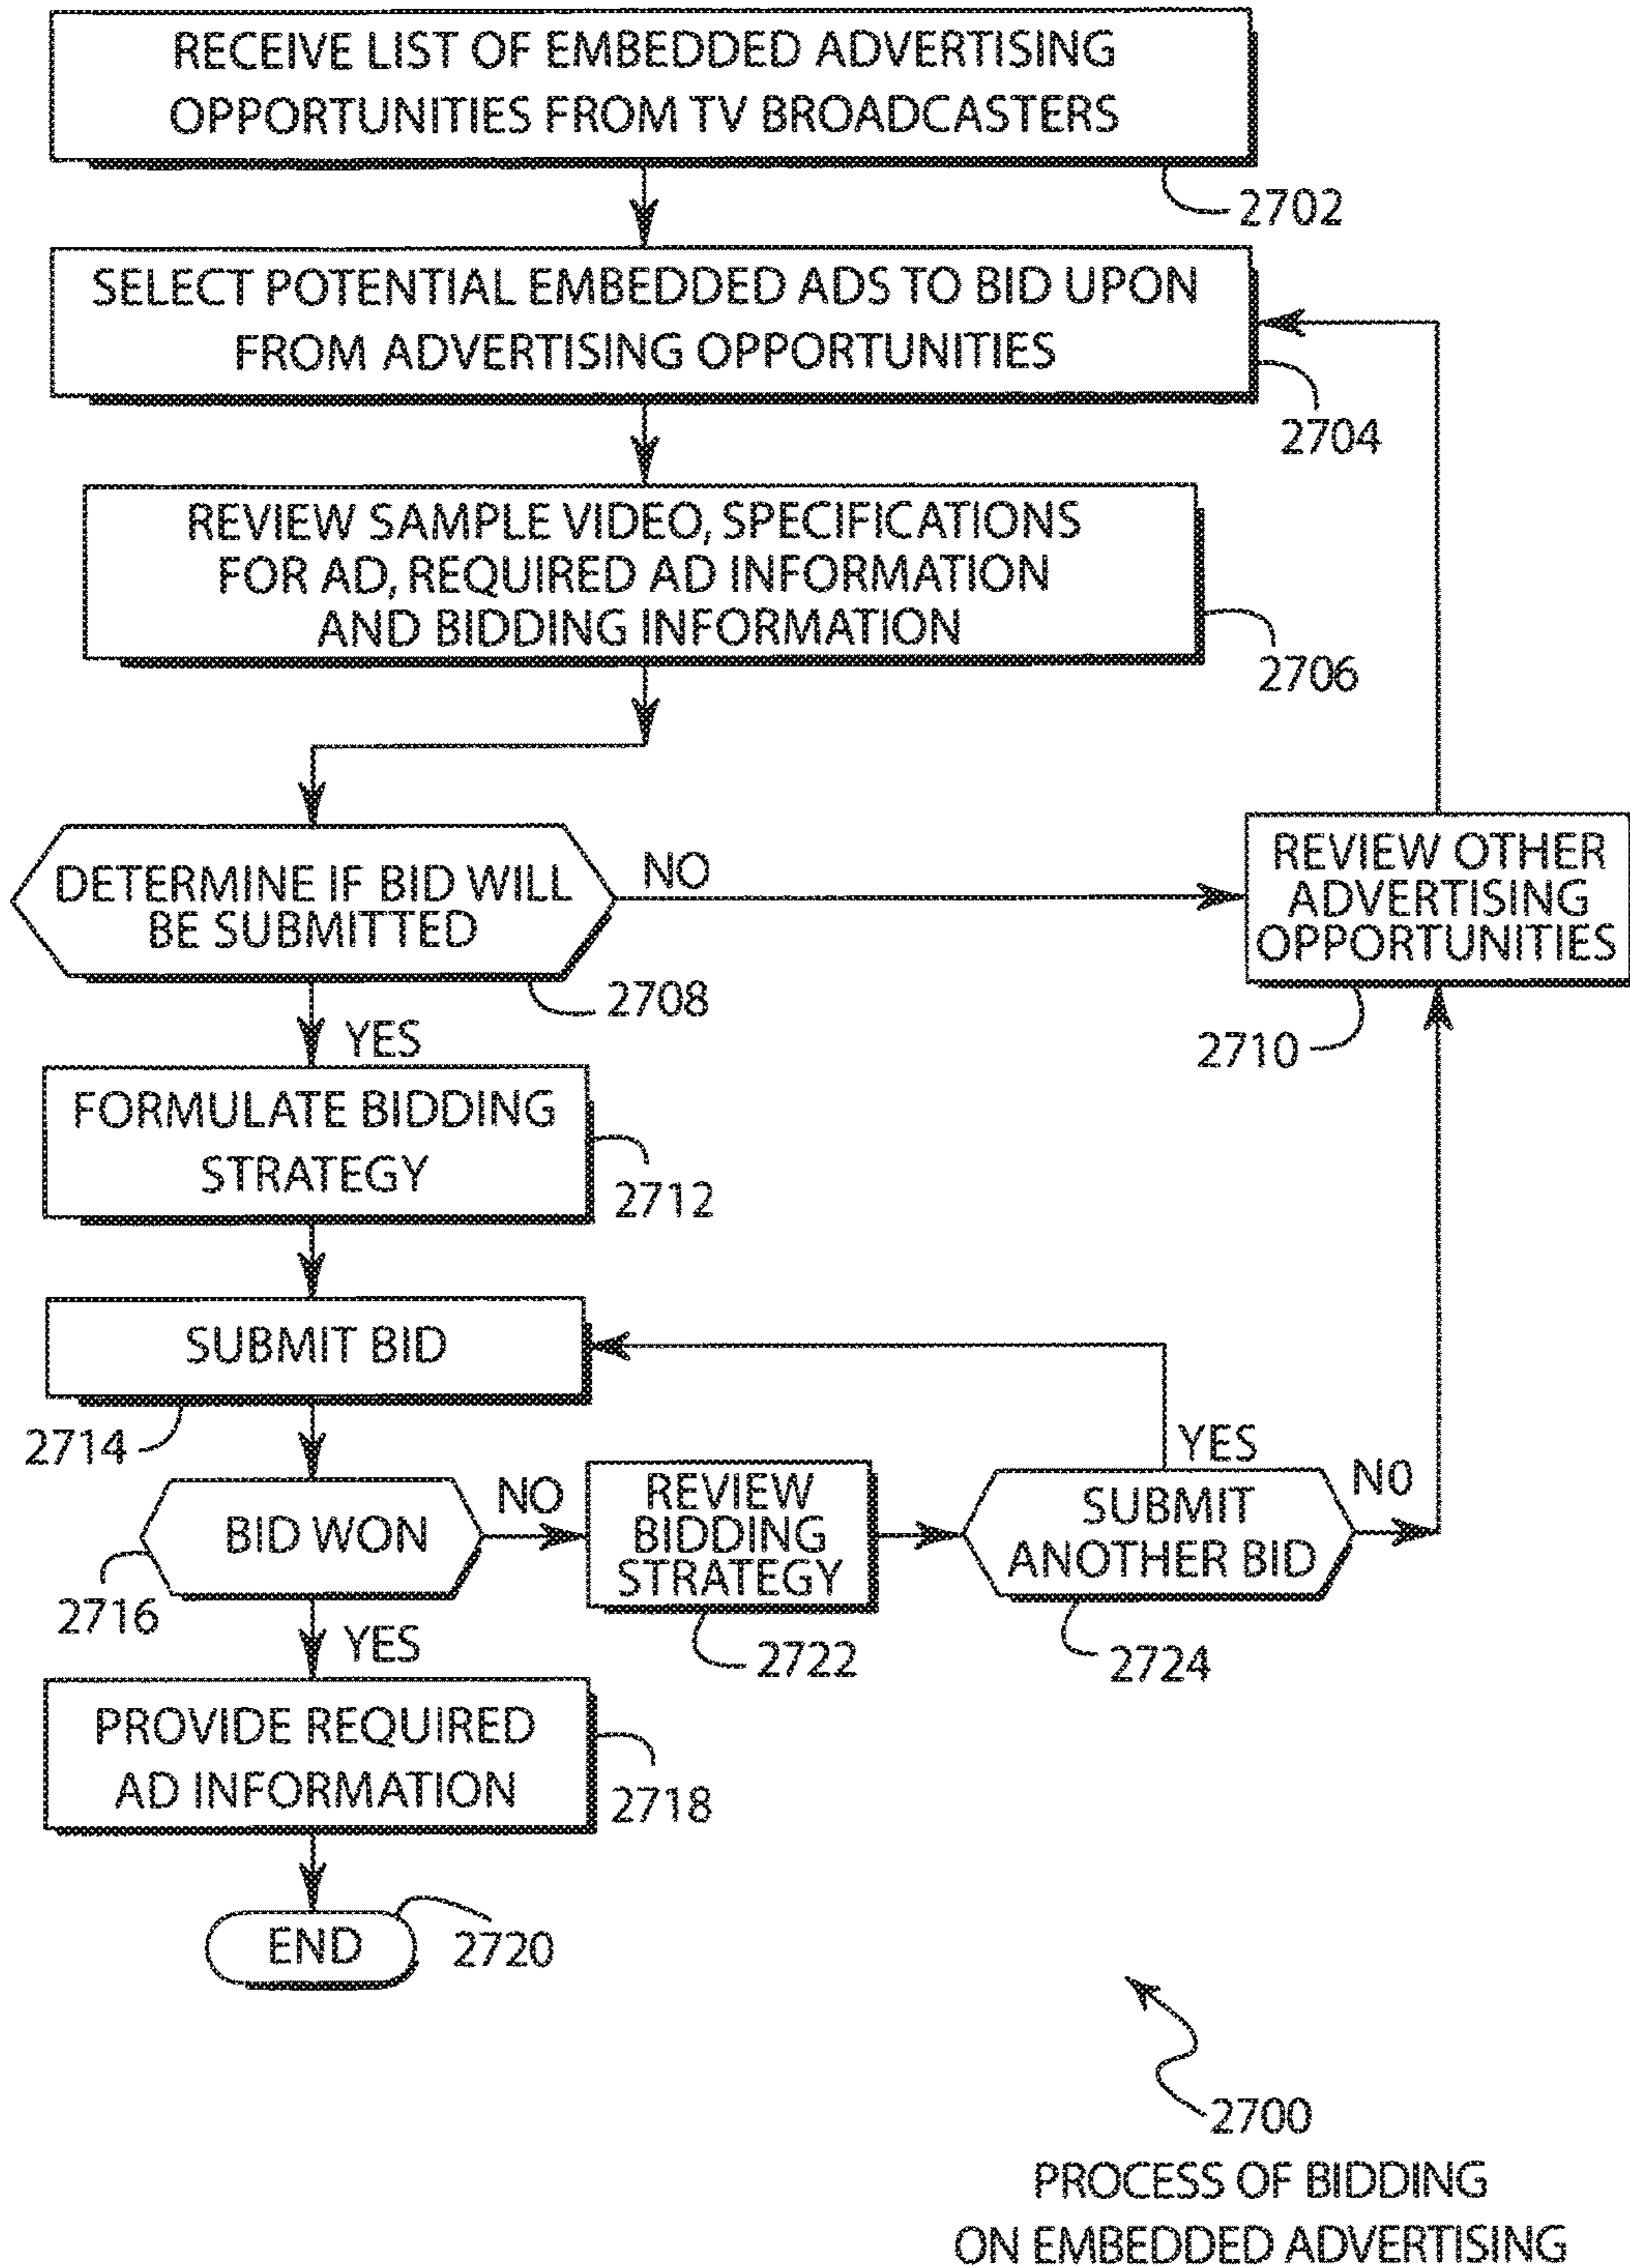 RECEIVE LIST OF EMBEDDED ADVERTISING
OPPORTUNITIES FROM TV BROADCASTERS
2702
SELECT POTENTIAL EMBEDDED ADS TO BID UPON
FROM ADVERTISING OPPORTUNITIES
2704
REVIEW SAMPLE VIDEO, SPECIFICATIONS
FOR AD, REQUIRED AD INFORMATION
AND BIDDING INFORMATION
2706
DETERMINE IF BID WILL
BE SUBMITTED
2708
NO
REVIEW OTHER
ADVERTISING
OPPORTUNITIES
2710
YES
FORMULATE BIDDING
STRATEGY
2712
SUBMIT BID
2714
BID WON
2716
NO
REVIEW
BIDDING
STRATEGY
2722
SUBMIT
ANOTHER BID
2724
YES
N0
YES
PROVIDE REQUIRED
AD INFORMATION
2718
END
2720
2700
PROCESS OF BIDDING
ON EMBEDDED ADVERTISING